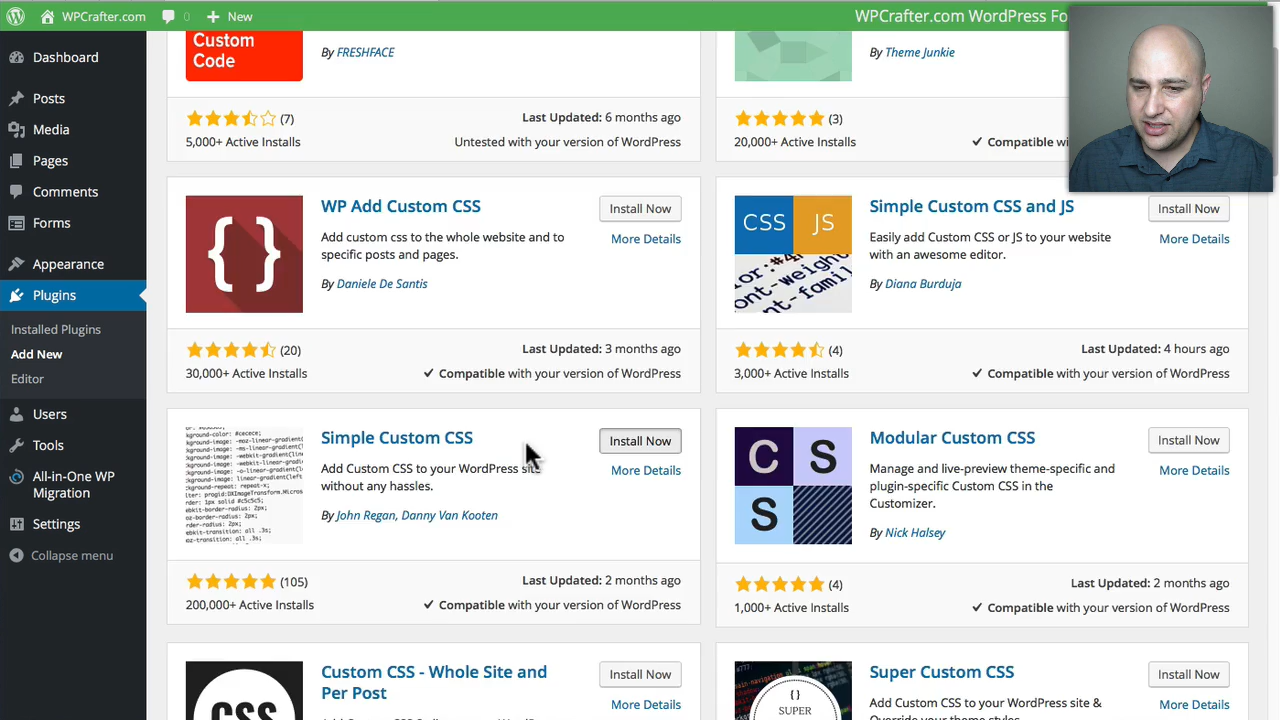 WPCrafter.com
0
New
WPCrafter.com WordPress Fo
Dashboard
Posts
Media
Pages
Comments
Forms
Appearance
Plugins
Installed Plugins
Add New
Editor
Users
Tools
All-in-One WP
Migration
Settings
Collapse menu
Custom
Code
By FRESHFACE
(7)
Last Updated: 6 months ago
5,000+ Active Installs
Untested with your version of WordPress
By Theme Junkie
(3)
20,000+ Active Installs
Compatible wi
{ }
WP Add Custom CSS
Install Now
Add custom css to the whole website and to
More Details
specific posts and pages.
By Daniele De Santis
(20)
Last Updated: 3 months ago
30,000+ Active Installs
Compatible with your version of WordPress
CSS
JS
Simple Custom CSS and JS
Install Now
Easily add Custom CSS or JS to your website
More Details
with an awesome editor.
By Diana Burduja
(4)
Last Updated: 4 hours ago
3,000+ Active Installs
Compatible with your version of WordPress
Simple Custom CSS
Install Now
Add Custom CSS to your WordPress site
More Details
without any hassles.
By John Regan, Danny Van Kooten
(105)
Last Updated: 2 months ago
200,000+ Active Installs
Compatible with your version of WordPress
C S
S
Modular Custom CSS
Install Now
Manage and live-preview theme-specific and
More Details
plugin-specific Custom CSS in the
Customizer.
By Nick Halsey
(4)
Last Updated: 2 months ago
1,000+ Active Installs
Compatible with your version of WordPress
CSS
Custom CSS - Whole Site and
Per Post
Install Now
More Details
{}
SUPER
Super Custom CSS
Install Now
Add Custom CSS to your WordPress site &
More Details
Override your theme styles